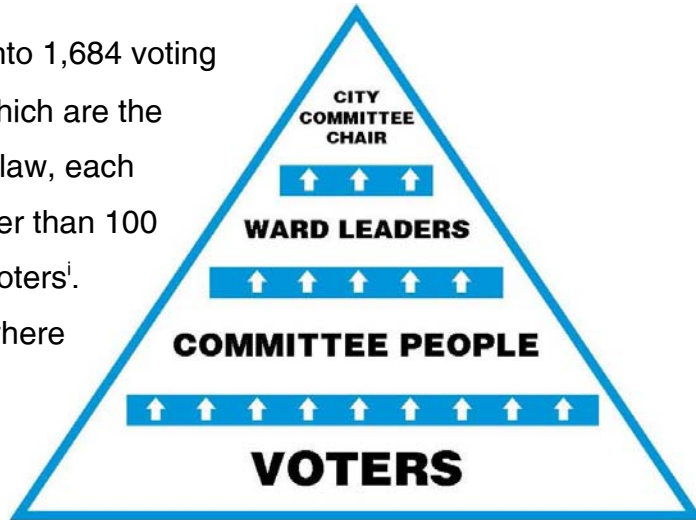 nto 1,684 voting
hich are the
law, each
er than 100
otersⁱ.
here
CITY
COMMITTEE
CHAIR
WARD LEADERS
COMMITTEE PEOPLE
VOTERS